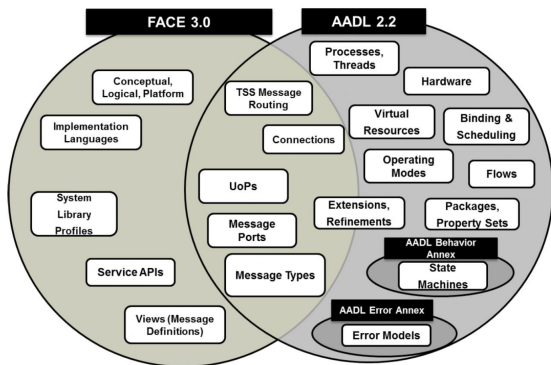 FACE 3.0
AADL 2.2
Processes,
Threads
Conceptual,
Logical, Platform
Hardware
TSS Message
Routing
Implementation
Languages
Virtual
Resources
Binding &
Scheduling
Connections
Operating
Modes
Flows
UoPs
System
Library
Profiles
Extensions,
Refinements
Packages,
Property Sets
Message
Ports
AADL Behavior
Annex
State
Machines
Service APIs
Message Types
AADL Error Annex
Error Models
Views (Message
Definitions)